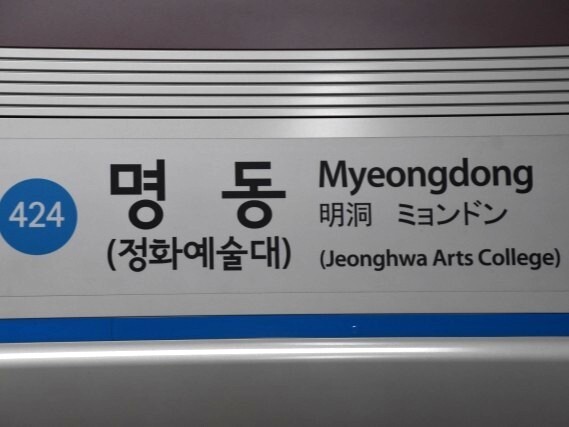 424
명동
(정화예술대)
Myeongdong
明洞 ミョンドン
(Jeonghwa Arts College)